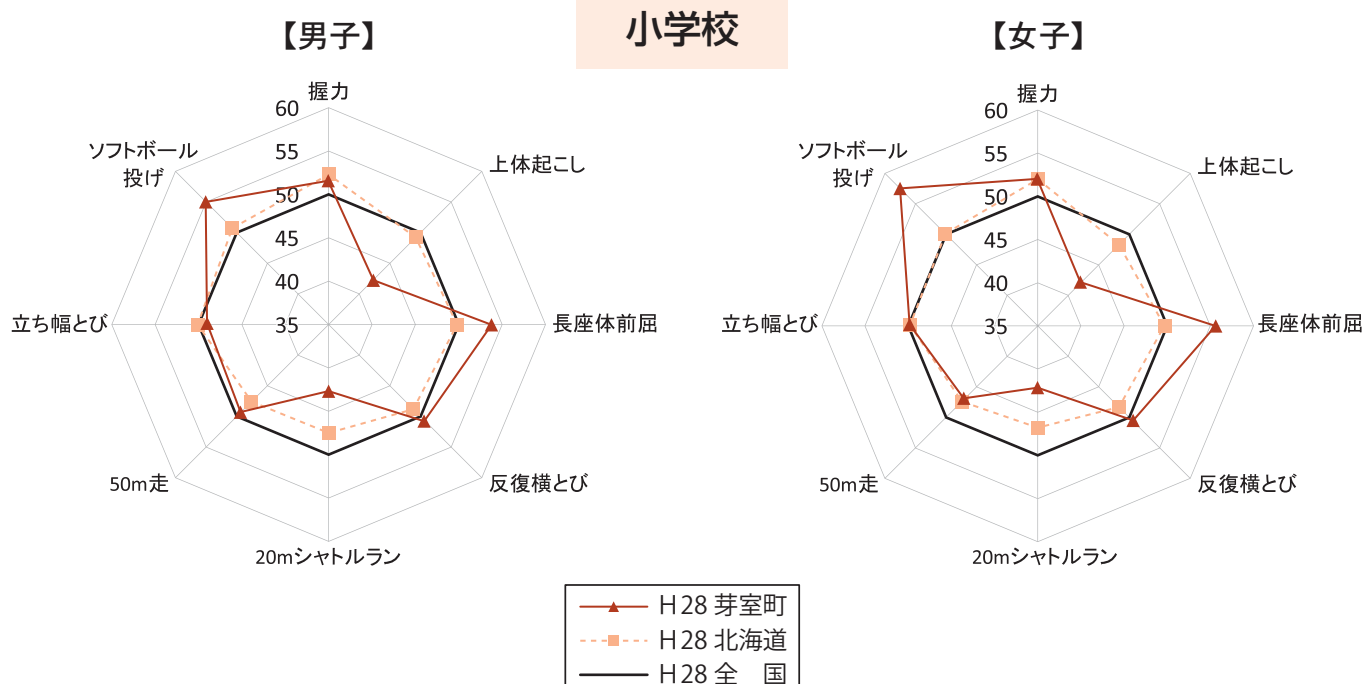 小学校
【男子】
握力
60
55
50
45
40
35
上体起こし
長座体前屈
反復横とび
20mシャトルラン
50m走
立ち幅とび
ソフトボール
投げ
【女子】
握力
60
55
50
45
40
35
上体起こし
長座体前屈
反復横とび
20mシャトルラン
50m走
立ち幅とび
ソフトボール
投げ
H28 芽室町
H28 北海道
H28 全　国